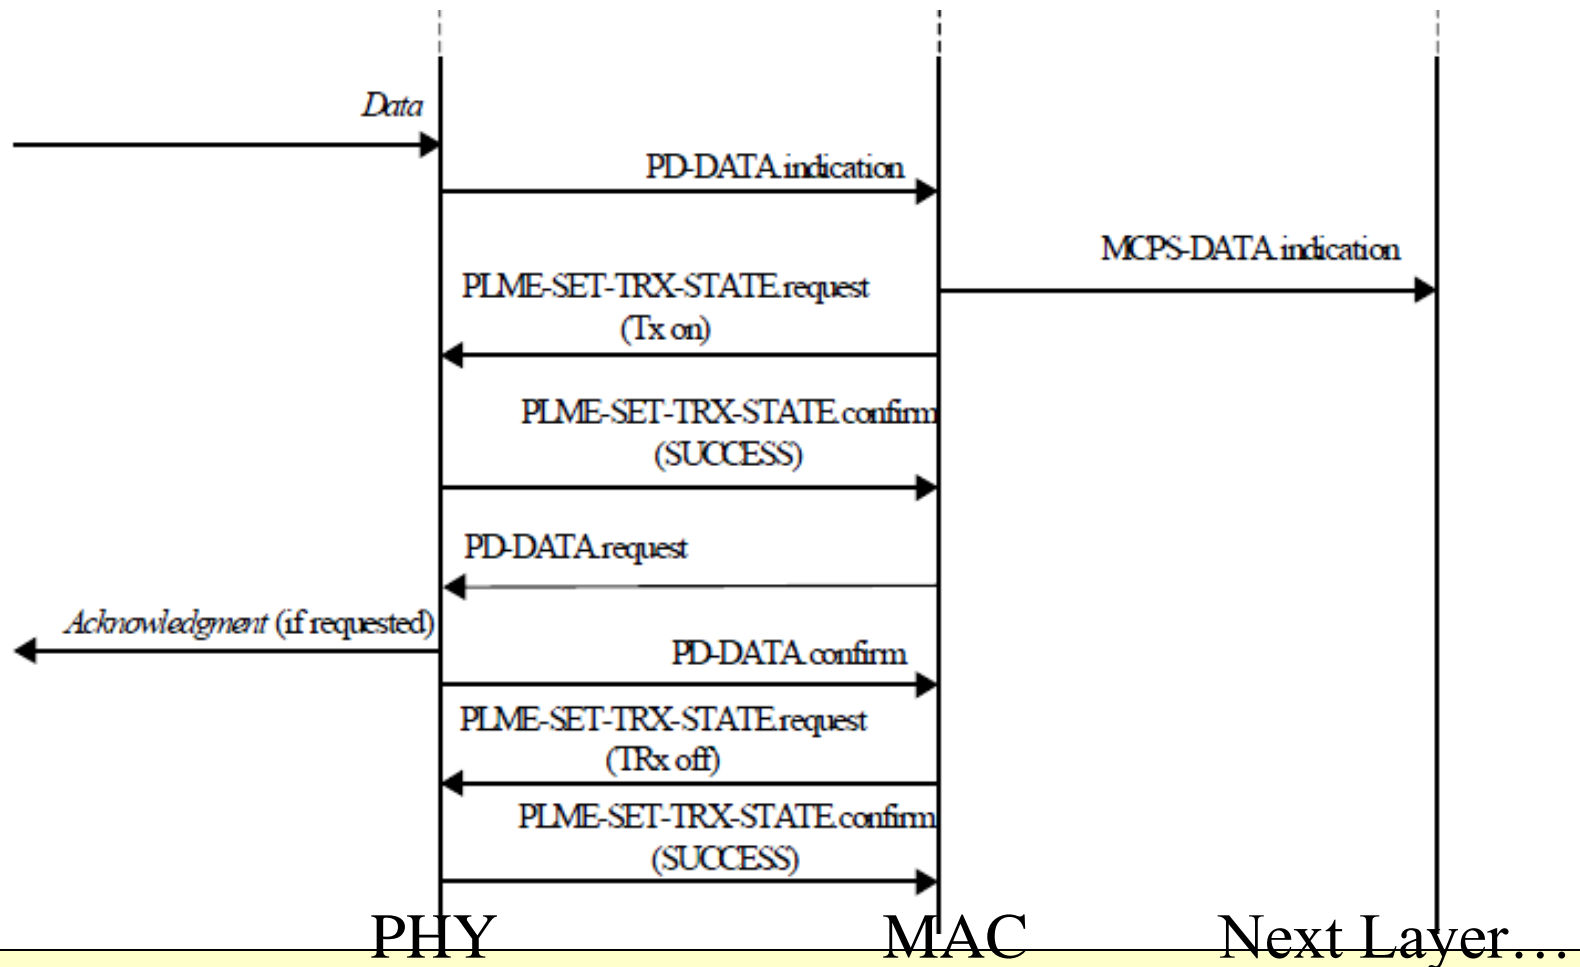 Data
PD-DATA.indication
MCPS-DATA.indication
PLME-SET-TRX-STATE.request
(Tx on)
PLME-SET-TRX-STATE.confirm
(SUCCESS)
PD-DATA.request
Acknowledgment (if requested)
PD-DATA.confirm
PLME-SET-TRX-STATE.request
(TRx off)
PLME-SET-TRX-STATE.confirm
(SUCCESS)
PHY MAC Next Layer…